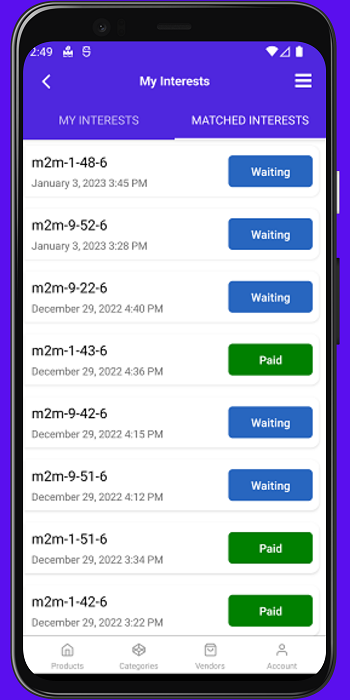 2:49
My Interests
MY INTERESTS
MATCHED INTERESTS
m2m-1-48-6
January 3, 2023 3:45 PM
Waiting
m2m-9-52-6
January 3, 2023 3:28 PM
Waiting
m2m-9-22-6
December 29, 2022 4:40 PM
Waiting
m2m-1-43-6
December 29, 2022 4:36 PM
Paid
m2m-9-42-6
December 29, 2022 4:15 PM
Waiting
m2m-9-51-6
December 29, 2022 4:12 PM
Waiting
m2m-1-51-6
December 29, 2022 3:34 PM
Paid
m2m-1-42-6
December 29, 2022 3:22 PM
Paid
Products
Categories
Vendors
Account